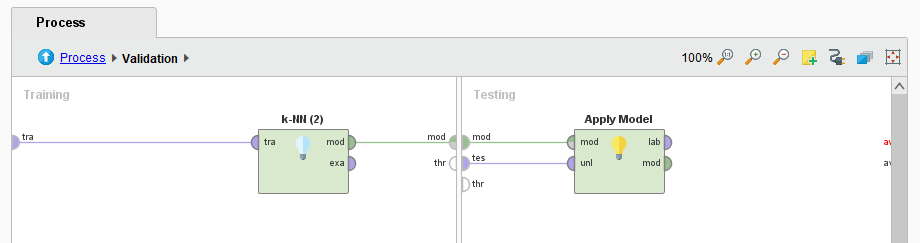 Process
Process Validation 100%
Training Testing
k-NN (2) Apply Model
tra tra mod mod mod mod lab av
exa thr tes unl mod av
thr